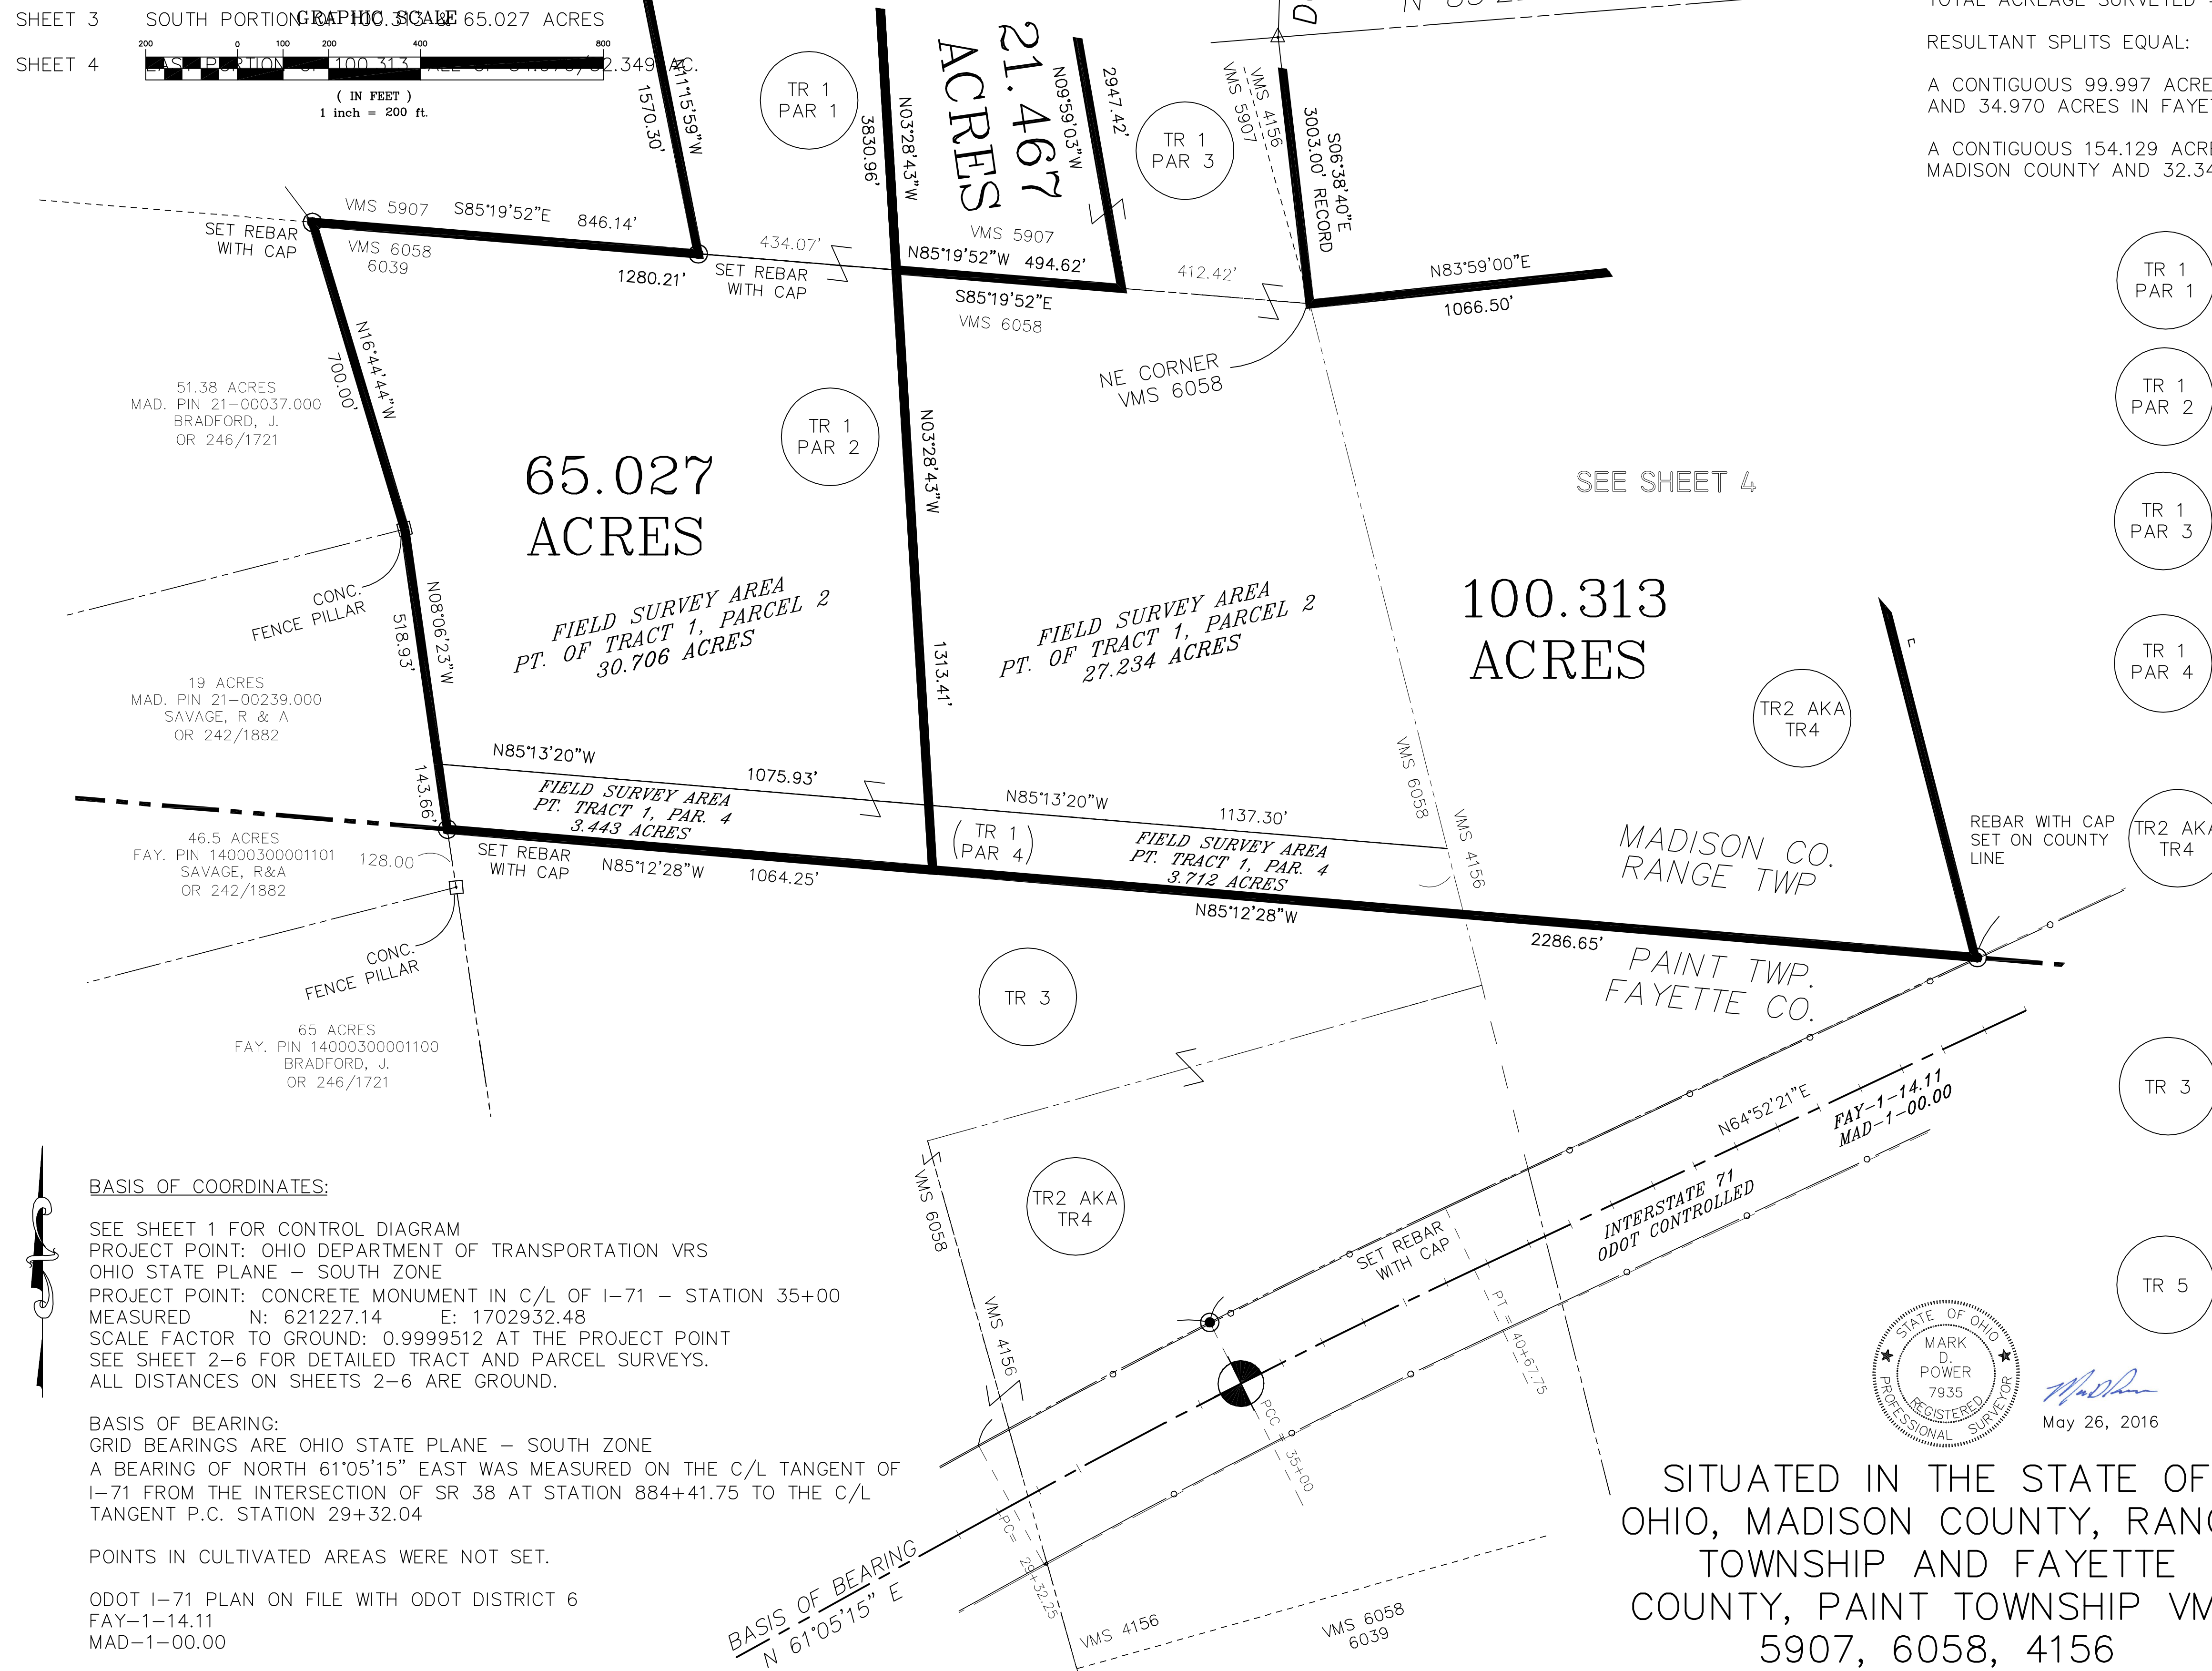 SHEET 3 SOUTH PORTION OF 100.313 & 65.027 ACRES
GRAPHIC SCALE
200 0 100 200 400 800
SHEET 4 EAST PORTION OF 100.313
( IN FEET )
1 inch = 200 ft.
N11°15'59"W
1570.30'
TR 1
PAR 1
3830.96'
N03°28'43"W
21.467
ACRES
N09°59'03"W
2947.42'
TR 1
PAR 3
VMS 4156
VMS 5907
S06°38'40"E
3003.00' RECORD
RESULTANT SPLITS EQUAL:
A CONTIGUOUS 99.997
AND 34.970 ACRES IN
A CONTIGUOUS 154.129
MADISON COUNTY AND
SET REBAR
WITH CAP
VMS 5907 S85°19'52"E 846.14'
VMS 6058
6039
1280.21'
434.07'
SET REBAR
WITH CAP
VMS 5907
N85°19'52"W 494.62'
S85°19'52"E
VMS 6058
412.42'
N83°59'00"E
1066.50'
NE CORNER
VMS 6058
TR 1
PAR 1
TR 1
PAR 2
TR 1
PAR 3
TR 1
PAR 4
N16°44'44"W
700.00'
51.38 ACRES
MAD. PIN 21-00037.000
BRADFORD, J.
OR 246/1721
TR 1
PAR 2
N03°28'43"W
1313.41'
65.027
ACRES
SEE SHEET 4
100.313
ACRES
CONC.
FENCE PILLAR
N08°06'23"W
518.93'
FIELD SURVEY AREA
PT. OF TRACT 1, PARCEL 2
30.706 ACRES
FIELD SURVEY AREA
PT. OF TRACT 1, PARCEL 2
27.234 ACRES
19 ACRES
MAD. PIN 21-00239.000
SAVAGE, R & A
OR 242/1882
TR2 AKA
TR4
VMS 6058
VMS 4156
N85°13'20"W 1075.93'
143.66'
FIELD SURVEY AREA
PT. TRACT 1, PAR. 4
3.443 ACRES
N85°13'20"W 1137.30'
TR 1
PAR 4
FIELD SURVEY AREA
PT. TRACT 1, PAR. 4
3.712 ACRES
MADISON CO.
RANGE TWP
REBAR WITH CAP
SET ON COUNTY
LINE
TR2
TR4
46.5 ACRES
FAY. PIN 14000300001101
SAVAGE, R&A
OR 242/1882
128.00
SET REBAR
WITH CAP
N85°12'28"W 1064.25'
N85°12'28"W
2286.65'
PAINT TWP.
FAYETTE CO.
CONC.
FENCE PILLAR
TR 3
65 ACRES
FAY. PIN 14000300001100
BRADFORD, J.
OR 246/1721
TR 3
N64°52'21"E
FAY-1-14.11
MAD-1-00.00
INTERSTATE 71
ODOT CONTROLLED
VMS 6058
VMS 4156
TR2 AKA
TR4
SET REBAR
WITH CAP
PT = 40+67.75
PCC = 35+00
PC= 29+32.25
TR 5
BASIS OF COORDINATES:
SEE SHEET 1 FOR CONTROL DIAGRAM
PROJECT POINT: OHIO DEPARTMENT OF TRANSPORTATION VRS
OHIO STATE PLANE – SOUTH ZONE
PROJECT POINT: CONCRETE MONUMENT IN C/L OF I-71 – STATION 35+00
MEASURED N: 621227.14 E: 1702932.48
SCALE FACTOR TO GROUND: 0.9999512 AT THE PROJECT POINT
SEE SHEET 2-6 FOR DETAILED TRACT AND PARCEL SURVEYS.
ALL DISTANCES ON SHEETS 2-6 ARE GROUND.
BASIS OF BEARING:
GRID BEARINGS ARE OHIO STATE PLANE – SOUTH ZONE
A BEARING OF NORTH 61°05'15" EAST WAS MEASURED ON THE C/L TANGENT OF
I-71 FROM THE INTERSECTION OF SR 38 AT STATION 884+41.75 TO THE C/L
TANGENT P.C. STATION 29+32.04
POINTS IN CULTIVATED AREAS WERE NOT SET.
ODOT I-71 PLAN ON FILE WITH ODOT DISTRICT 6
FAY-1-14.11
MAD-1-00.00
BASIS OF BEARING
N 61°05'15" E
VMS 4156
VMS 6058
6039
STATE OF OHIO
MARK
D.
POWER
7935
REGISTERED
PROFESSIONAL SURVEYOR
May 26, 2016
SITUATED IN THE STATE OF
OHIO, MADISON COUNTY,
TOWNSHIP AND FAYETTE
COUNTY, PAINT TOWNSHIP
5907, 6058, 4156